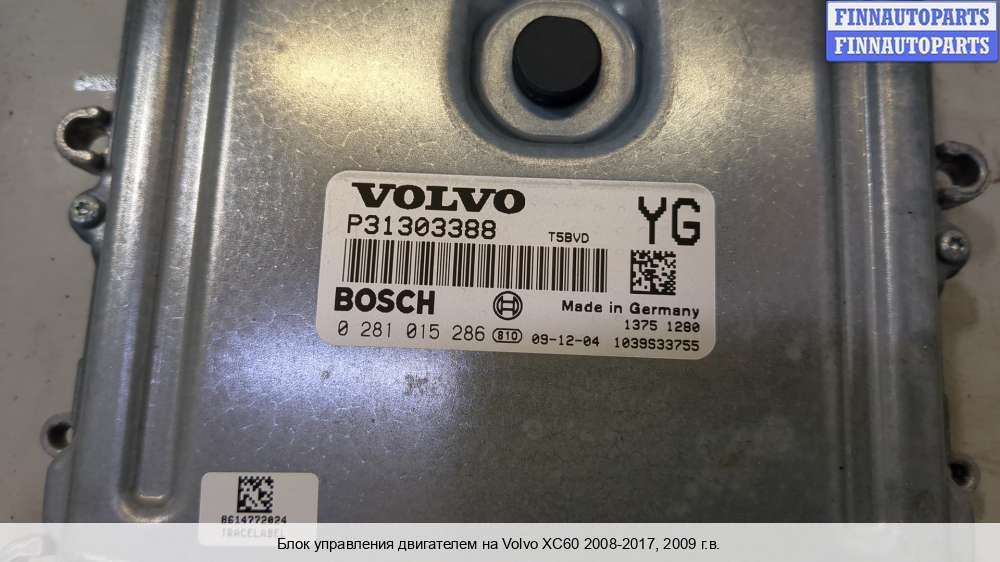 FINNAUTOPARTS
FINNAUTOPARTS
VOLVO
P31303388
T5BVD
YG
BOSCH
Made in Germany
1375 1280
0 281 015 286 810 09-12-04 1039S33755
8614772024
TRACELABEL
Блок управления двигателем на Volvo XC60 2008-2017, 2009 г.в.